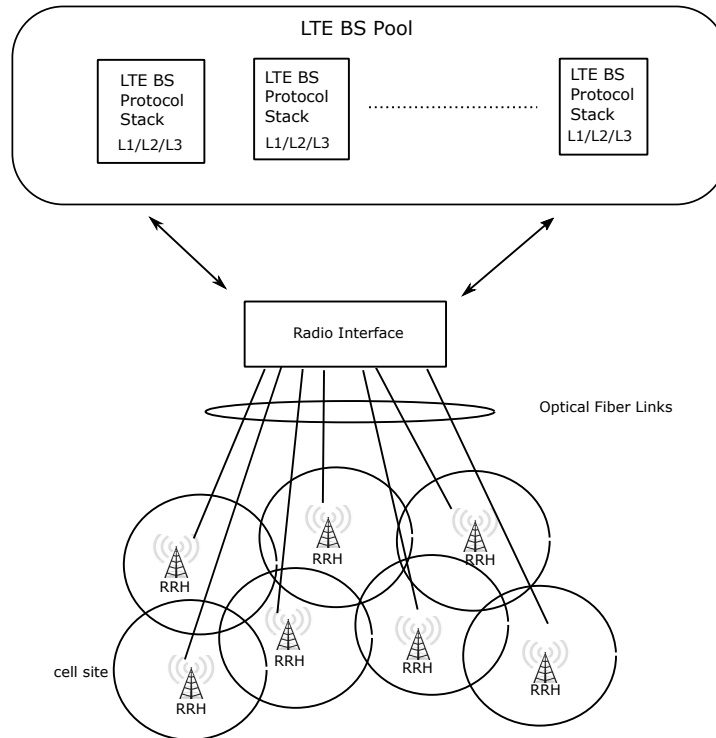 LTE BS Pool
LTE BS
Protocol
Stack
L1/L2/L3
LTE BS
Protocol
Stack
L1/L2/L3
LTE BS
Protocol
Stack
L1/L2/L3
Radio Interface
Optical Fiber Links
RRH
RRH
RRH
RRH
RRH
RRH
cell site
RRH